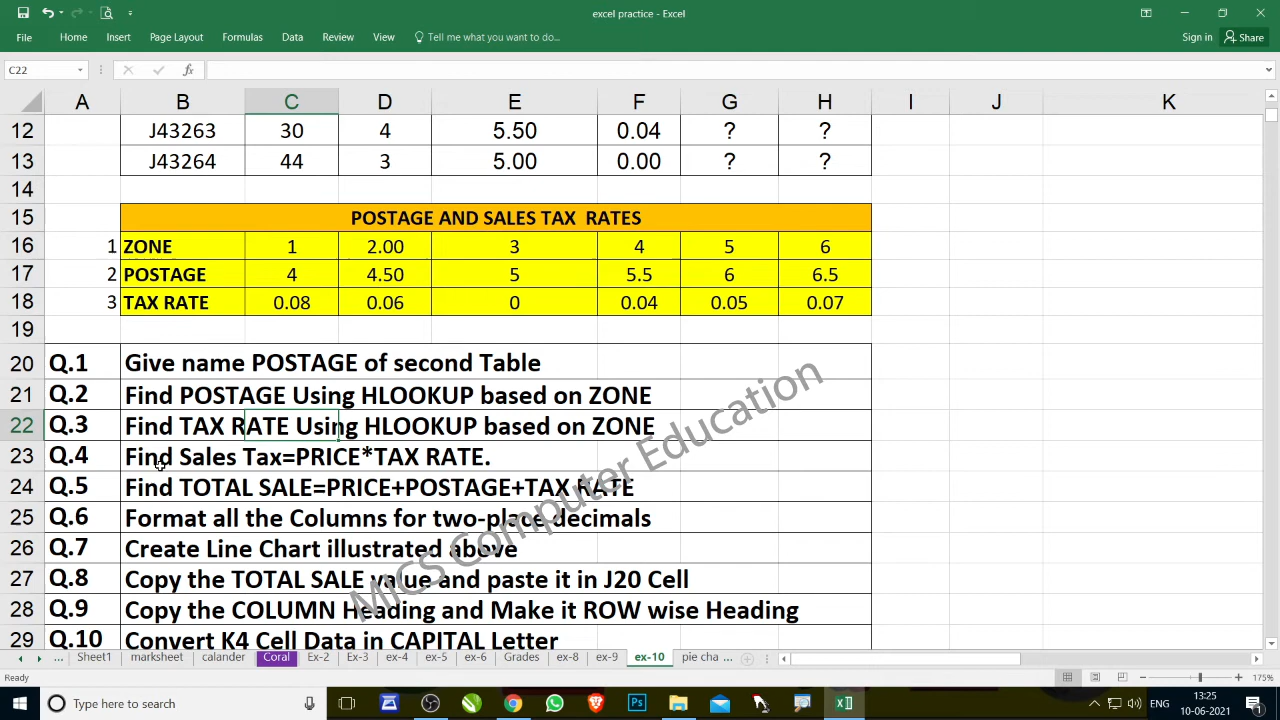 excel practice - Excel
File Home Insert Page Layout Formulas Data Review View Tell me what you want to do... Sign in Share
C22 fx
A B C D E F G H I J K
12 J43263 30 4 5.50 0.04 ? ?
13 J43264 44 3 5.00 0.00 ? ?
14
15 POSTAGE AND SALES TAX RATES
16 1 ZONE 1 2.00 3 4 5 6
17 2 POSTAGE 4 4.50 5 5.5 6 6.5
18 3 TAX RATE 0.08 0.06 0 0.04 0.05 0.07
19
20 Q.1 Give name POSTAGE of second Table
21 Q.2 Find POSTAGE Using HLOOKUP based on ZONE
22 Q.3 Find TAX RATE Using HLOOKUP based on ZONE
23 Q.4 Find Sales Tax=PRICE*TAX RATE.
24 Q.5 Find TOTAL SALE=PRICE+POSTAGE+TAX RATE
25 Q.6 Format all the Columns for two-place decimals
26 Q.7 Create Line Chart illustrated above
27 Q.8 Copy the TOTAL SALE value and paste it in J20 Cell
28 Q.9 Copy the COLUMN Heading and Make it ROW wise Heading
29 Q.10 Convert K4 Cell Data in CAPITAL Letter
MICS Computer Education
... Sheet1 marksheet calander Coral Ex-2 Ex-3 ex-4 ex-5 ex-6 Grades ex-8 ex-9 ex-10 pie cha ...
Ready 175%
Type here to search ENG 13:25
10-06-2021 1